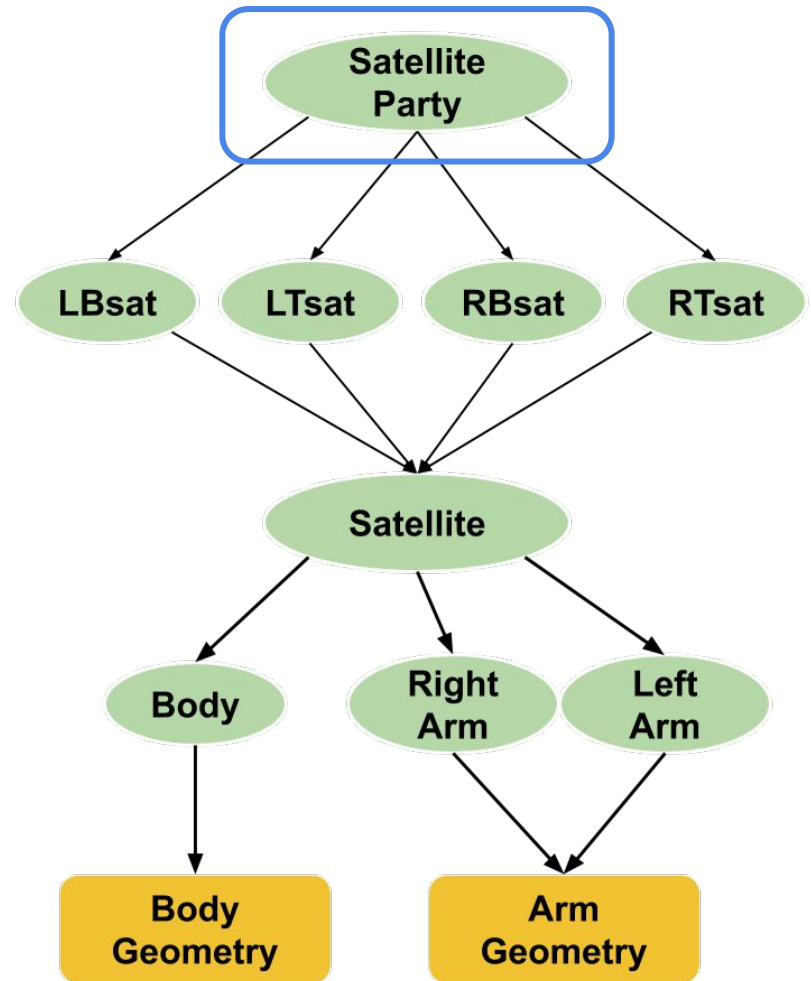 Satellite
Party
LBsat
LTsat
RBsat
RTsat
Satellite
Body
Right
Arm
Left
Arm
Body
Geometry
Arm
Geometry